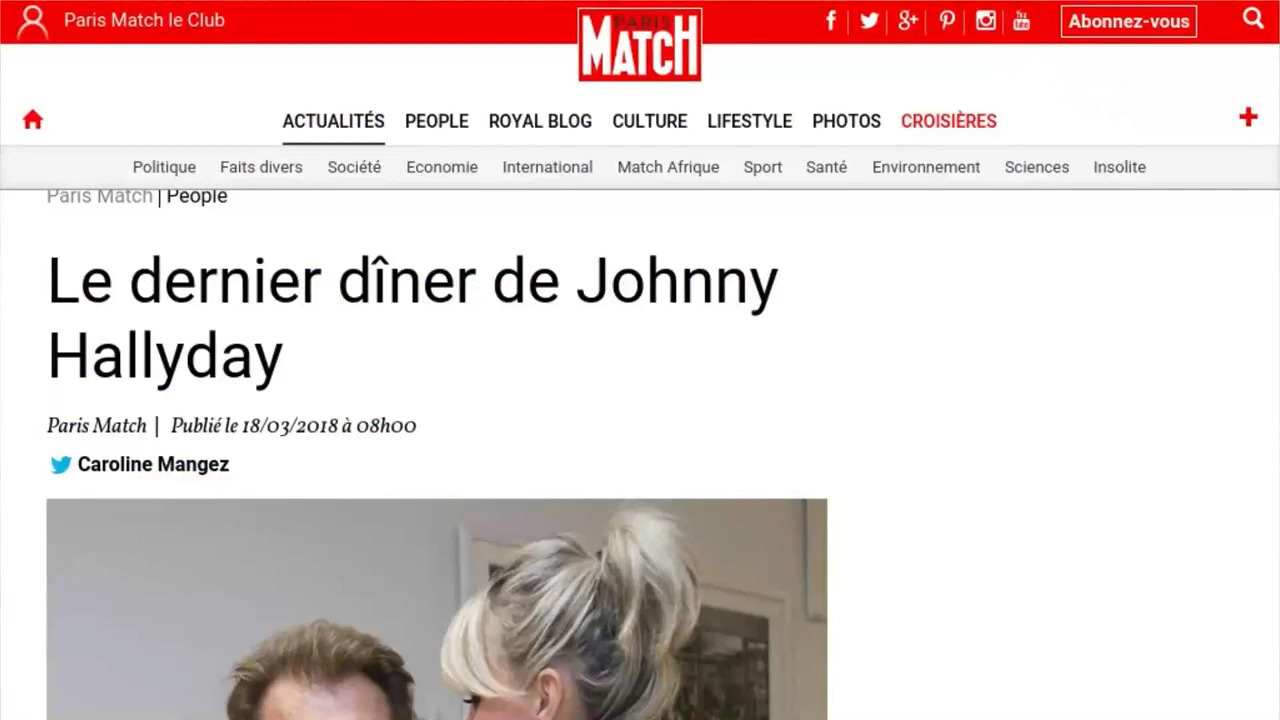 Paris Match le Club
PARIS
MATCH
You
Tube
Abonnez-vous
ACTUALITÉS PEOPLE ROYAL BLOG CULTURE LIFESTYLE PHOTOS CROISIÈRES
Politique Faits divers Société Economie International Match Afrique Sport Santé Environnement Sciences Insolite
Paris Match | People
Le dernier dîner de Johnny
Hallyday
Paris Match | Publié le 18/03/2018 à 08h00
Caroline Mangez